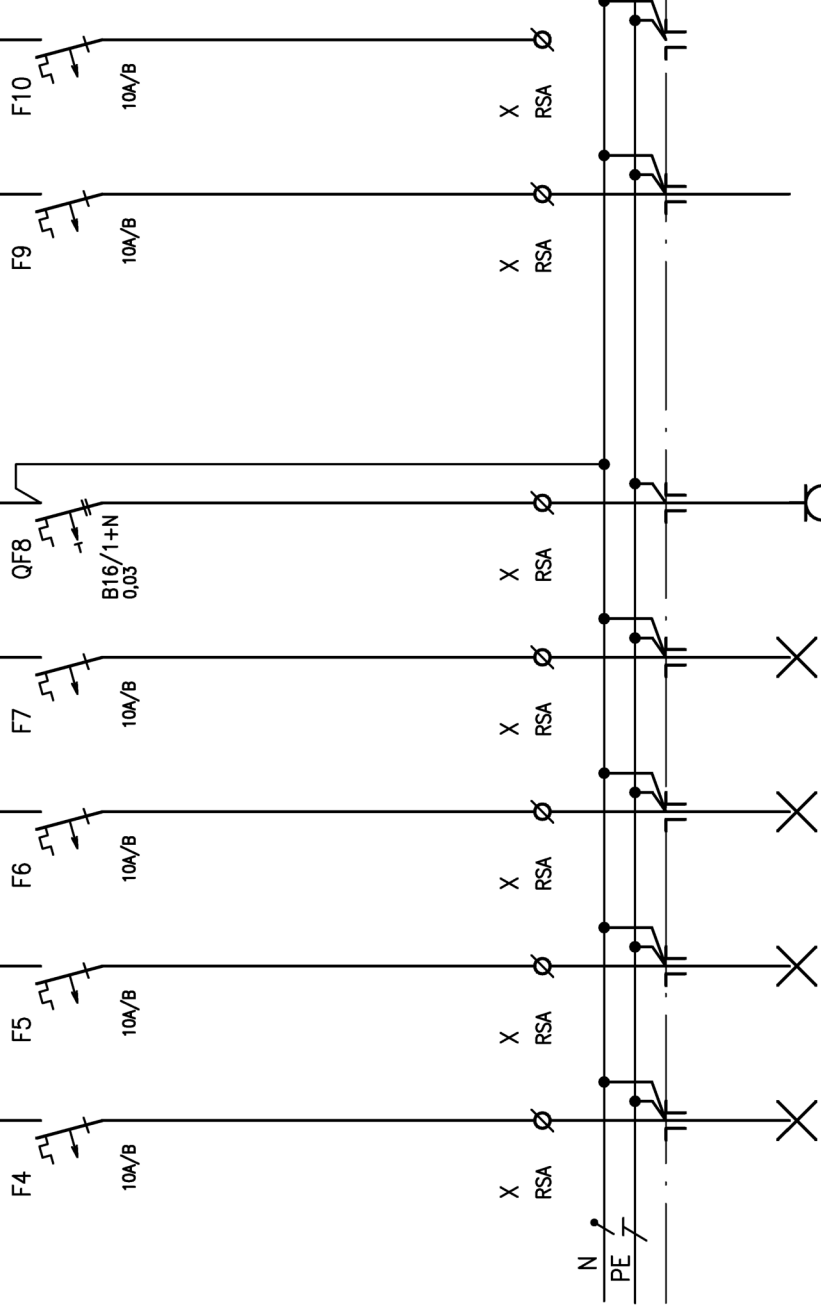 F10
10A/B
X
RSA
F9
10A/B
X
RSA
QF8
B16/1+N
0,03
X
RSA
F7
10A/B
X
RSA
F6
10A/B
X
RSA
F5
10A/B
X
RSA
F4
10A/B
X
RSA
N
PE